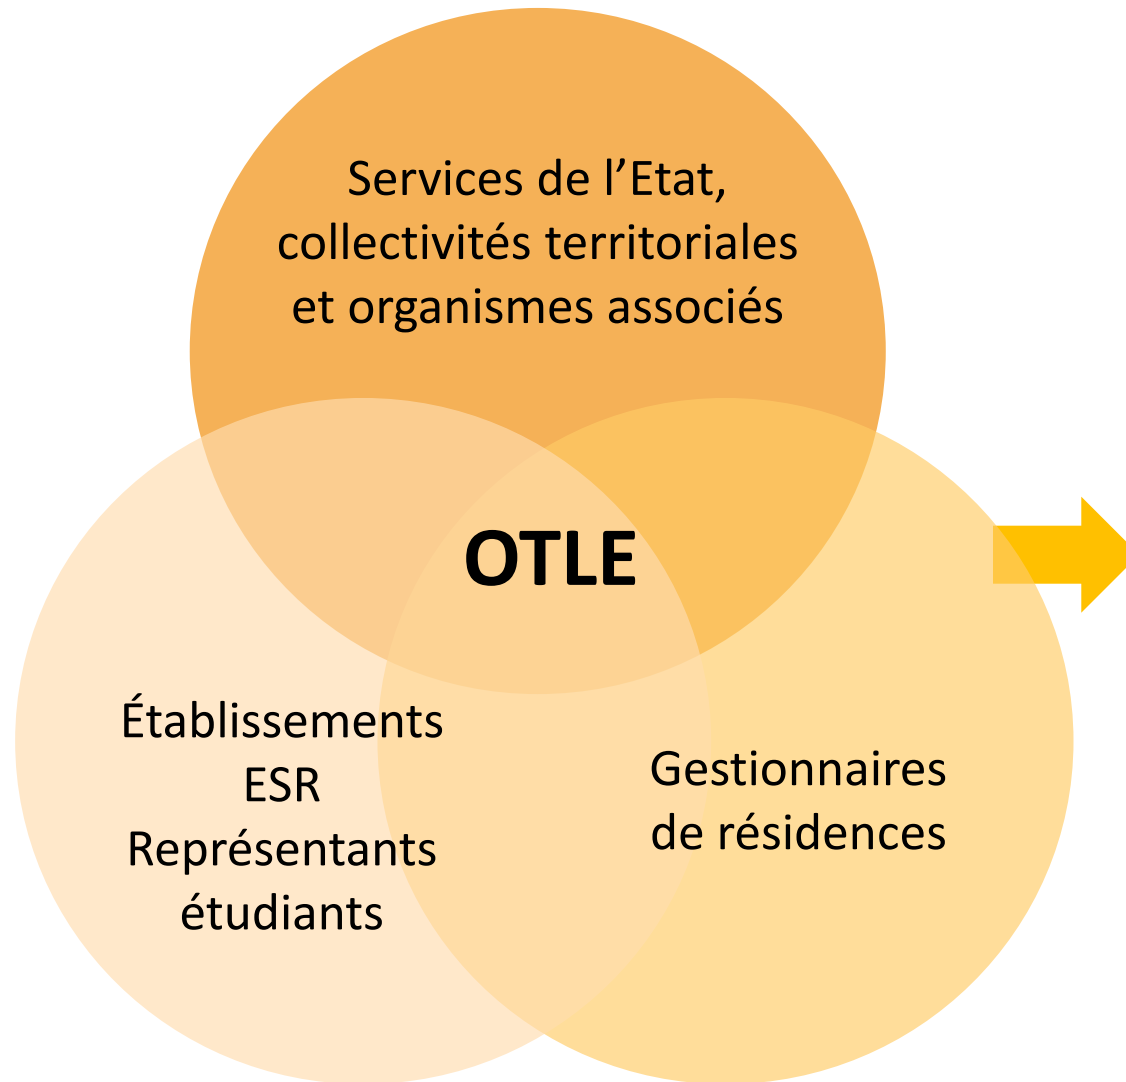 Services de l’Etat,
collectivités territoriales
et organismes associés
OTLE
Établissements
ESR
Représentants
étudiants
Gestionnaires
de résidences